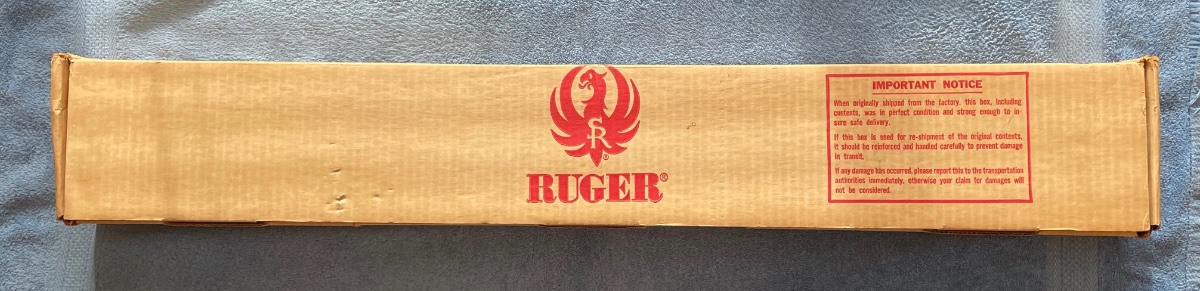 SR
®
RUGER®
IMPORTANT NOTICE
When originally shipped from the factory, this box, including
contents, was in perfect condition and strong enough to in-
sure safe delivery.
If this box is used for re-shipment of the original contents,
it should be reinforced and handled carefully to prevent damage
in transit.
If any damage has occurred, please report this to the transportation
authorities immediately, otherwise your claim for damages will
not be considered.